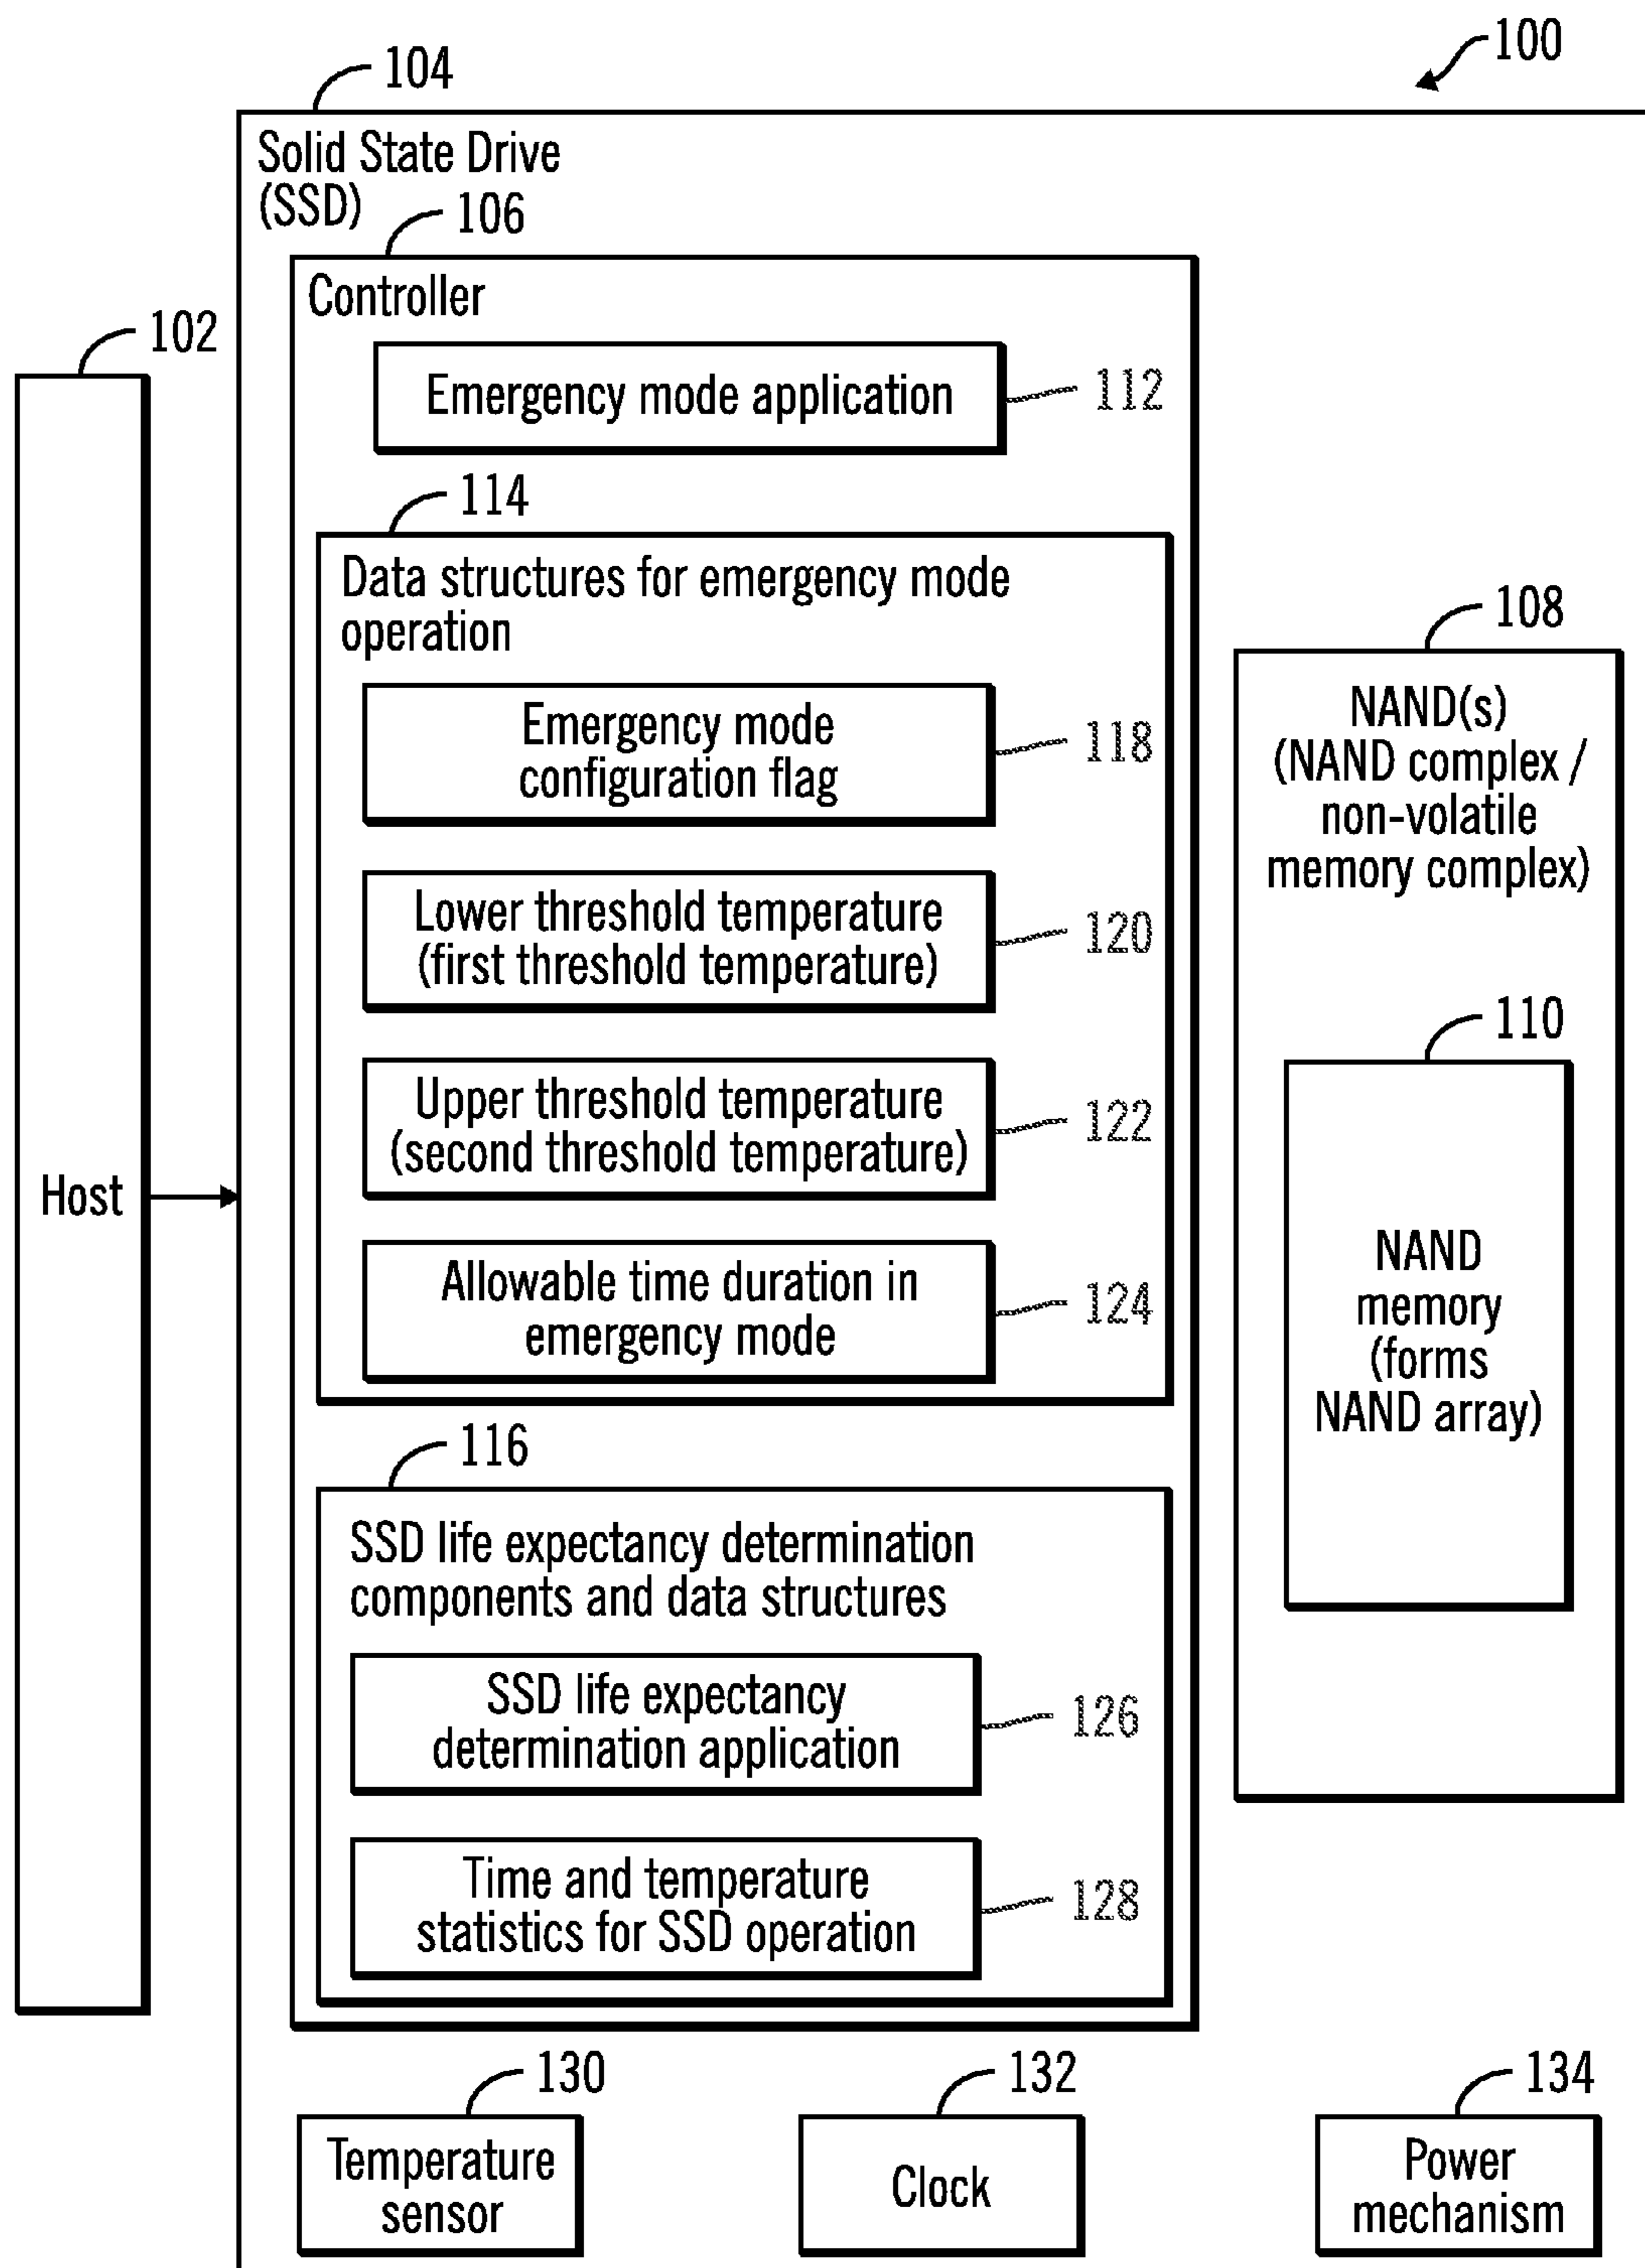 100
104
Solid State Drive
(SSD)
106
Controller
102
Emergency mode application
112
114
Data structures for emergency mode
operation
Emergency mode
configuration flag
118
Lower threshold temperature
(first threshold temperature)
120
Upper threshold temperature
(second threshold temperature)
122
Allowable time duration in
emergency mode
124
Host
116
SSD life expectancy determination
components and data structures
SSD life expectancy
determination application
126
Time and temperature
statistics for SSD operation
128
108
NAND(s)
(NAND complex /
non-volatile
memory complex)
110
NAND
memory
(forms
NAND array)
130
Temperature
sensor
132
Clock
134
Power
mechanism